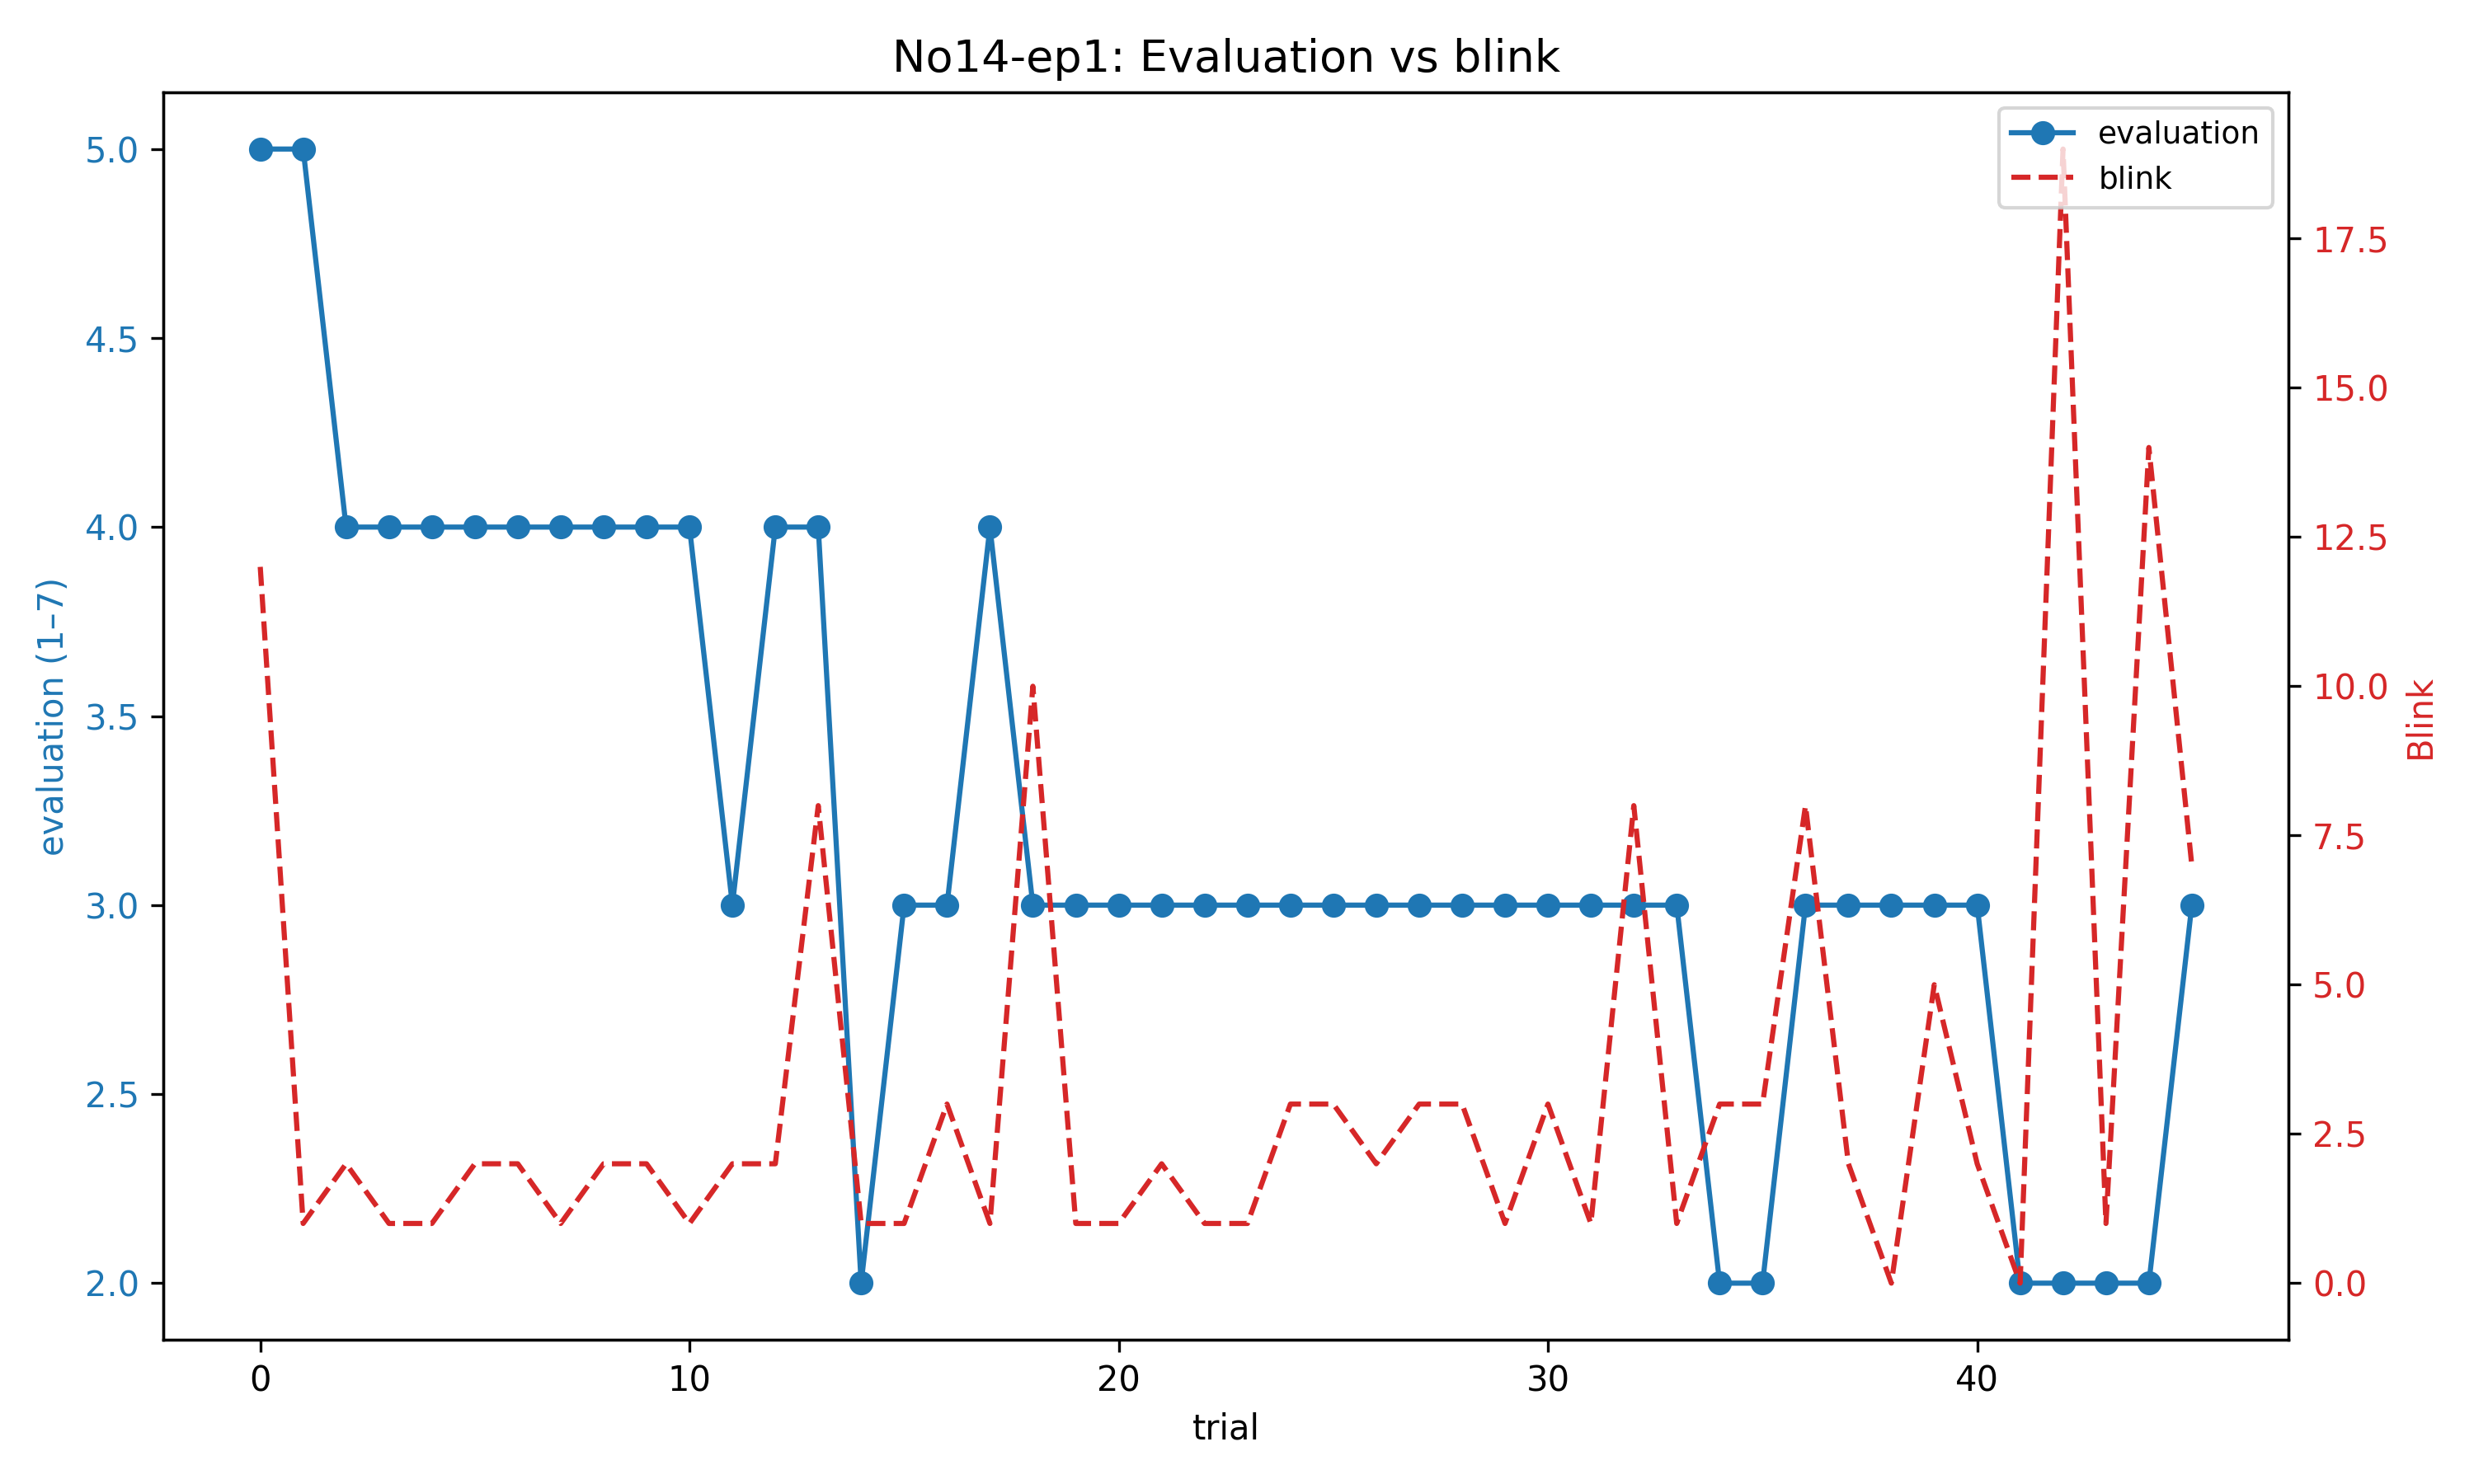 No14-ep1: Evaluation vs blink
evaluation
blink
5.0
4.5
4.0
3.5
3.0
2.5
2.0
evaluation (1–7)
17.5
15.0
12.5
10.0
7.5
5.0
2.5
0.0
Blink
0 10 20 30 40
trial